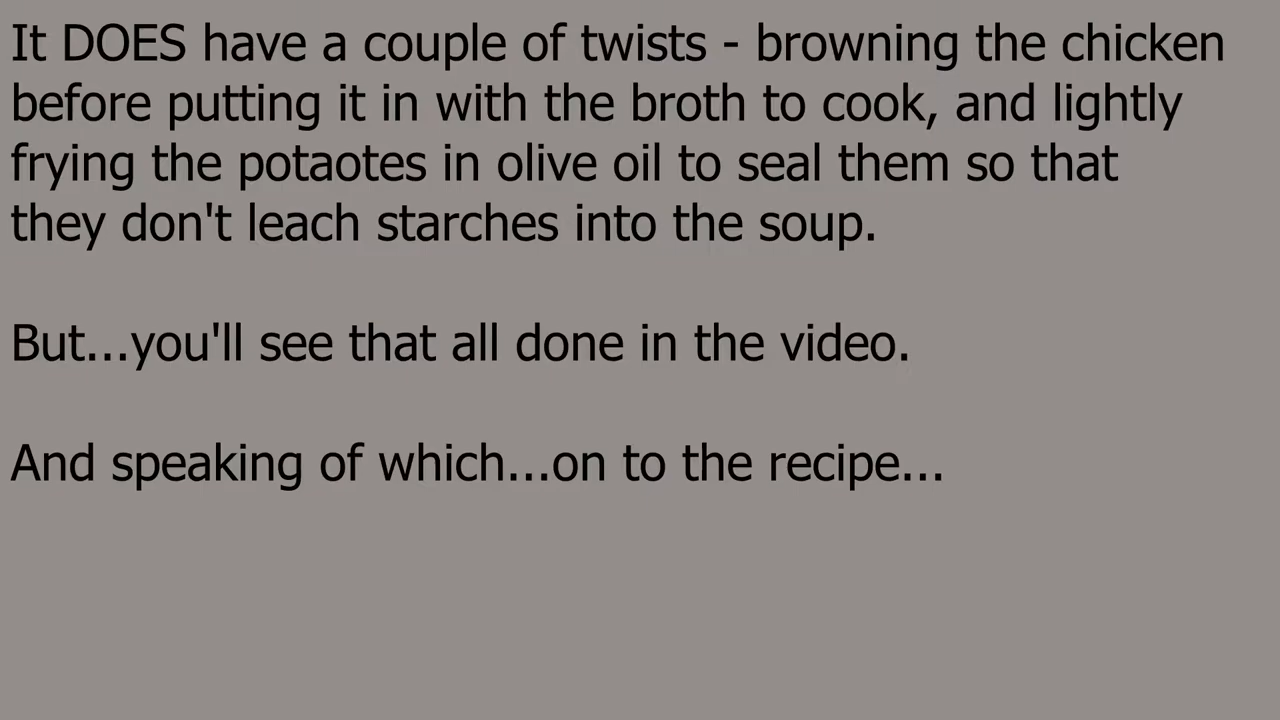 It DOES have a couple of twists - browning the chicken
before putting it in with the broth to cook, and lightly
frying the potaotes in olive oil to seal them so that
they don't leach starches into the soup.
But...you'll see that all done in the video.
And speaking of which...on to the recipe...